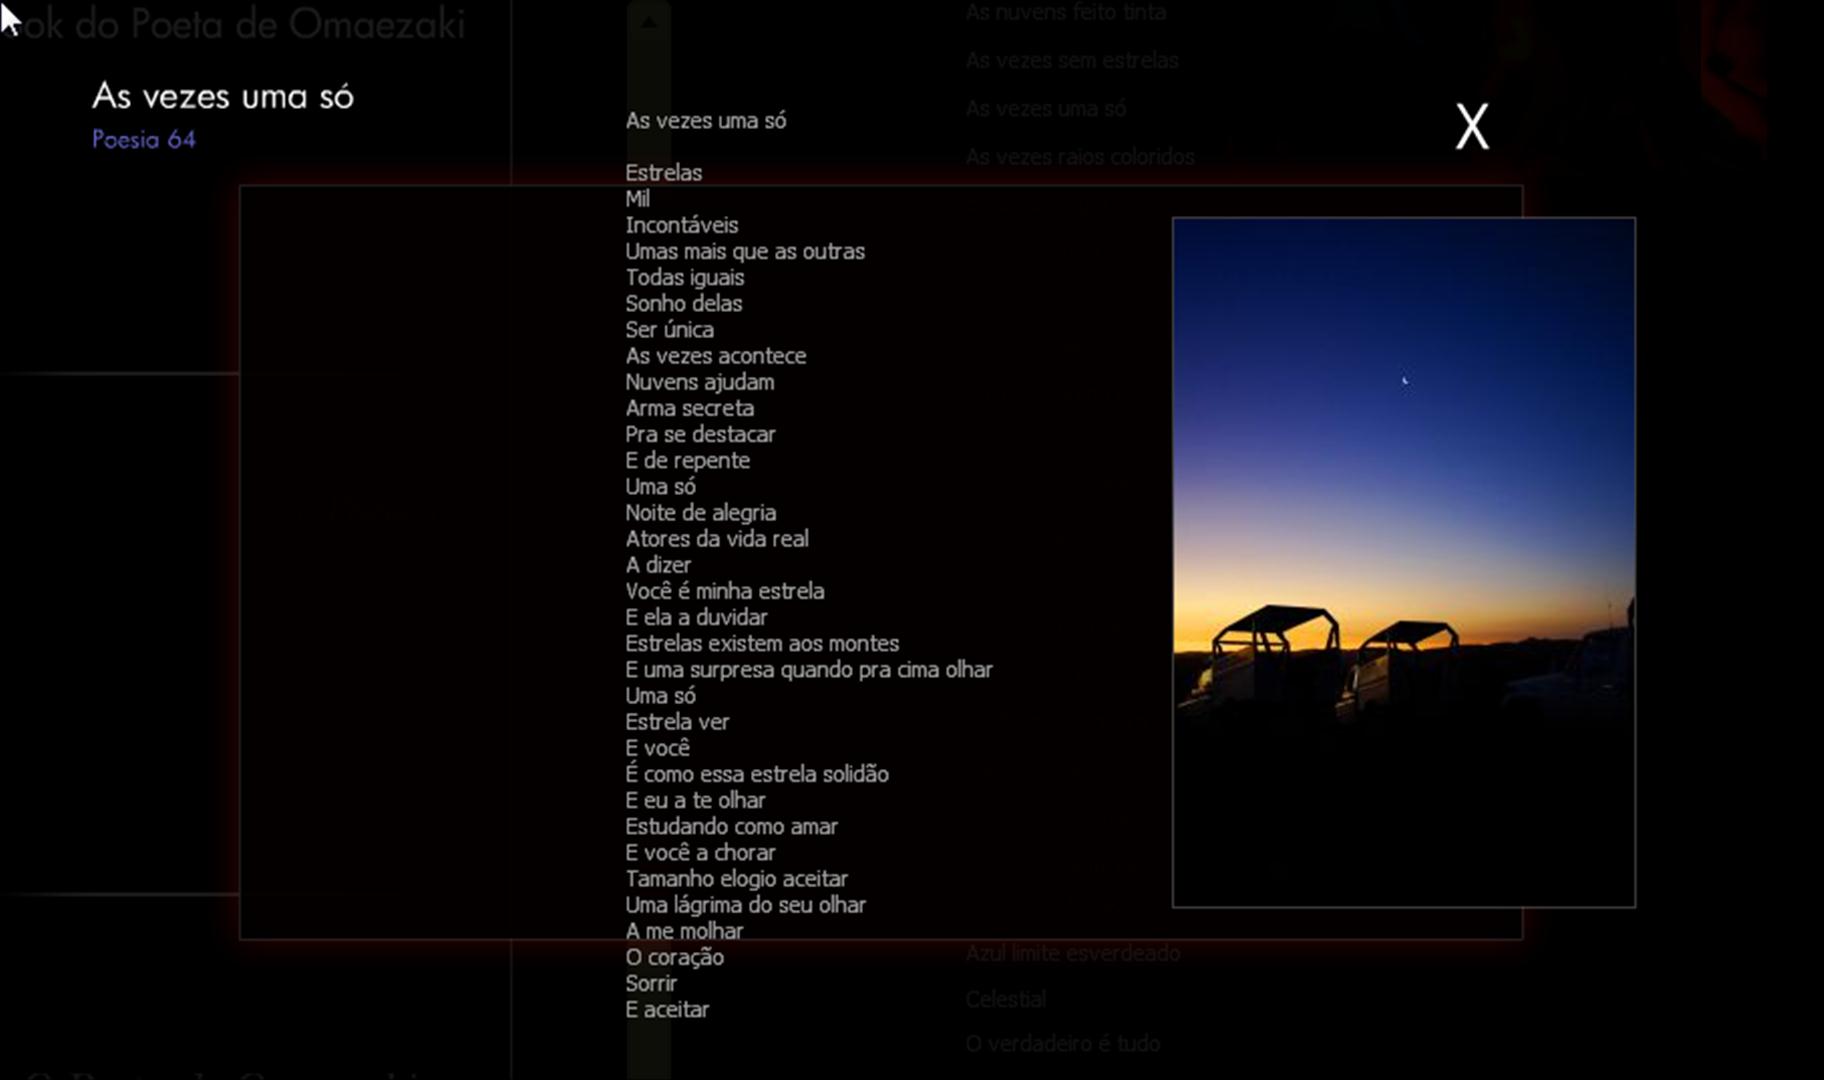 ok do Poeta de Omaezaki
As vezes uma só
Poesia 64
As vezes uma só
Estrelas
Mil
Incontáveis
Umas mais que as outras
Todas iguais
Sonho delas
Ser única
As vezes acontece
Nuvens ajudam
Arma secreta
Pra se destacar
E de repente
Uma só
Noite de alegria
Atores da vida real
A dizer
Você é minha estrela
E ela a duvidar
Estrelas existem aos montes
E uma surpresa quando pra cima olhar
Uma só
Estrela ver
E você
É como essa estrela solidão
E eu a te olhar
Estudando como amar
E você a chorar
Tamanho elogio aceitar
Uma lágrima do seu olhar
A me molhar
O coração
Sorrir
E aceitar
As nuvens feito tinta
As vezes sem estrelas
As vezes uma só
As vezes raios coloridos
X
Azul limite esverdeado
Celestial
O verdadeiro é tudo